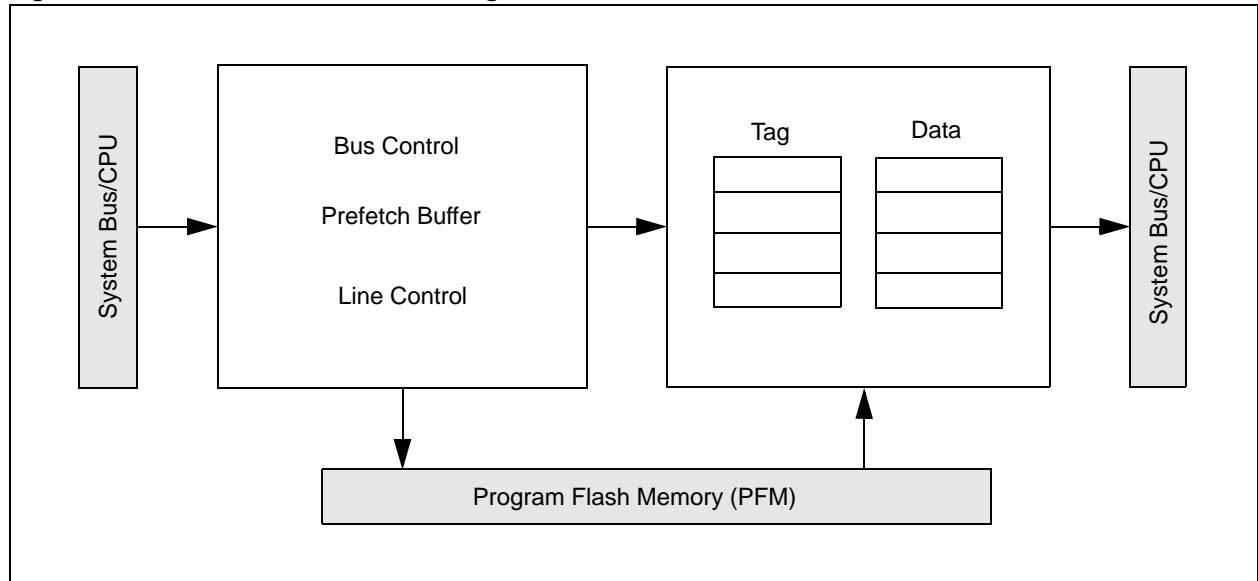 System Bus/CPU
Bus Control
Prefetch Buffer
Line Control
Tag
Data
System Bus/CPU
Program Flash Memory (PFM)